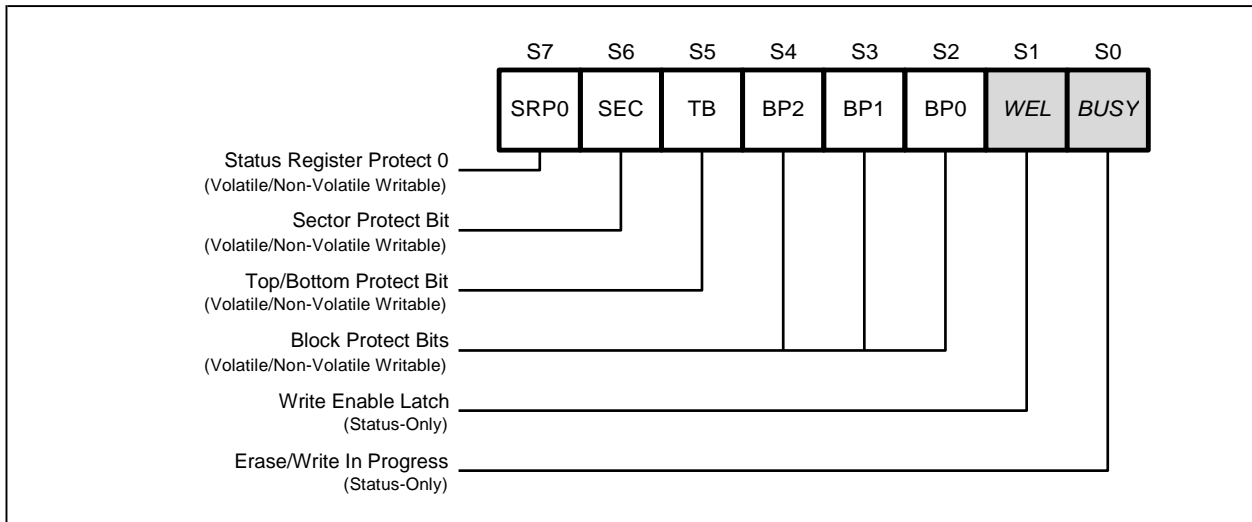 S7 S6 S5 S4 S3 S2 S1 S0
SRP0 SEC TB BP2 BP1 BP0 WEL BUSY
Status Register Protect 0
(Volatile/Non-Volatile Writable)
Sector Protect Bit
(Volatile/Non-Volatile Writable)
Top/Bottom Protect Bit
(Volatile/Non-Volatile Writable)
Block Protect Bits
(Volatile/Non-Volatile Writable)
Write Enable Latch
(Status-Only)
Erase/Write In Progress
(Status-Only)